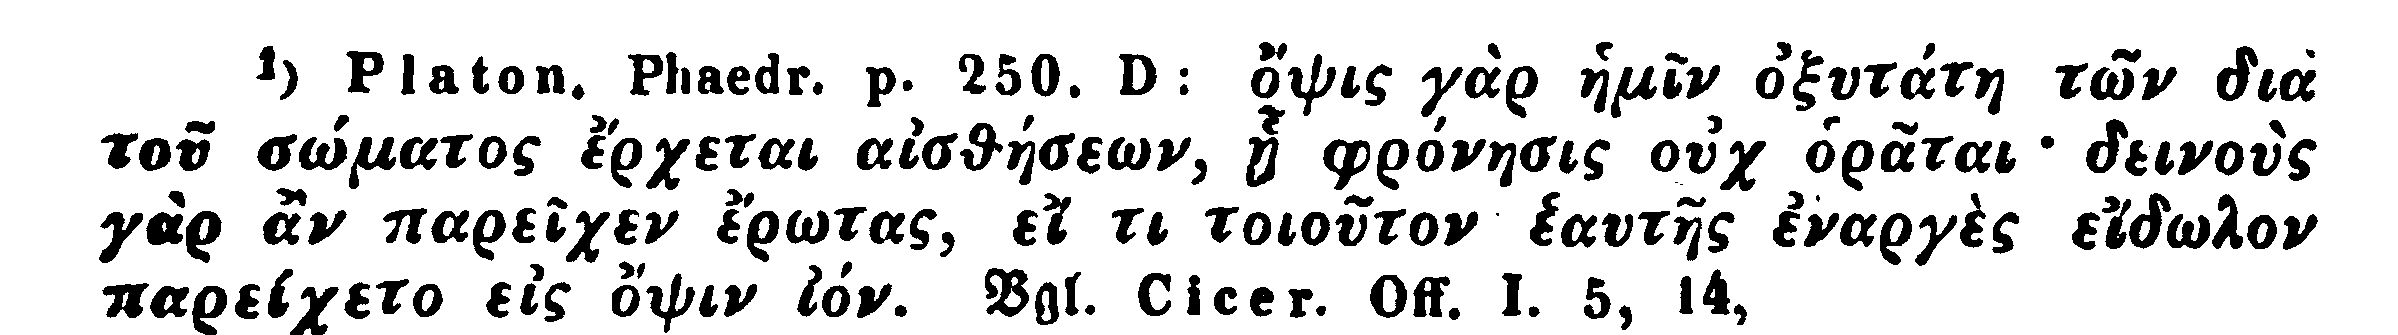 ¹) Platon. Phaedr. p. 250. D: ὄψις γὰρ ἡμῖν ὀξυτάτη τῶν διὰ
τοῦ σώματος ἔρχεται αἰσθήσεων, ᾗ φρόνησις οὐχ ὁρᾶται· δεινοὺς
γὰρ ἂν παρεῖχεν ἔρωτας, εἴ τι τοιοῦτον ἑαυτῆς ἐναργὲς εἴδωλον
παρείχετο εἰς ὄψιν ἰόν. Vgl. Cicer. Off. I. 5, 14,